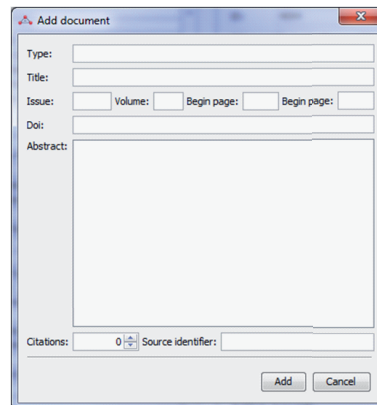 Add document
Type:
Title:
Issue: Volume: Begin page: Begin page:
Doi:
Abstract:
Citations: 0 Source identifier:
Add Cancel